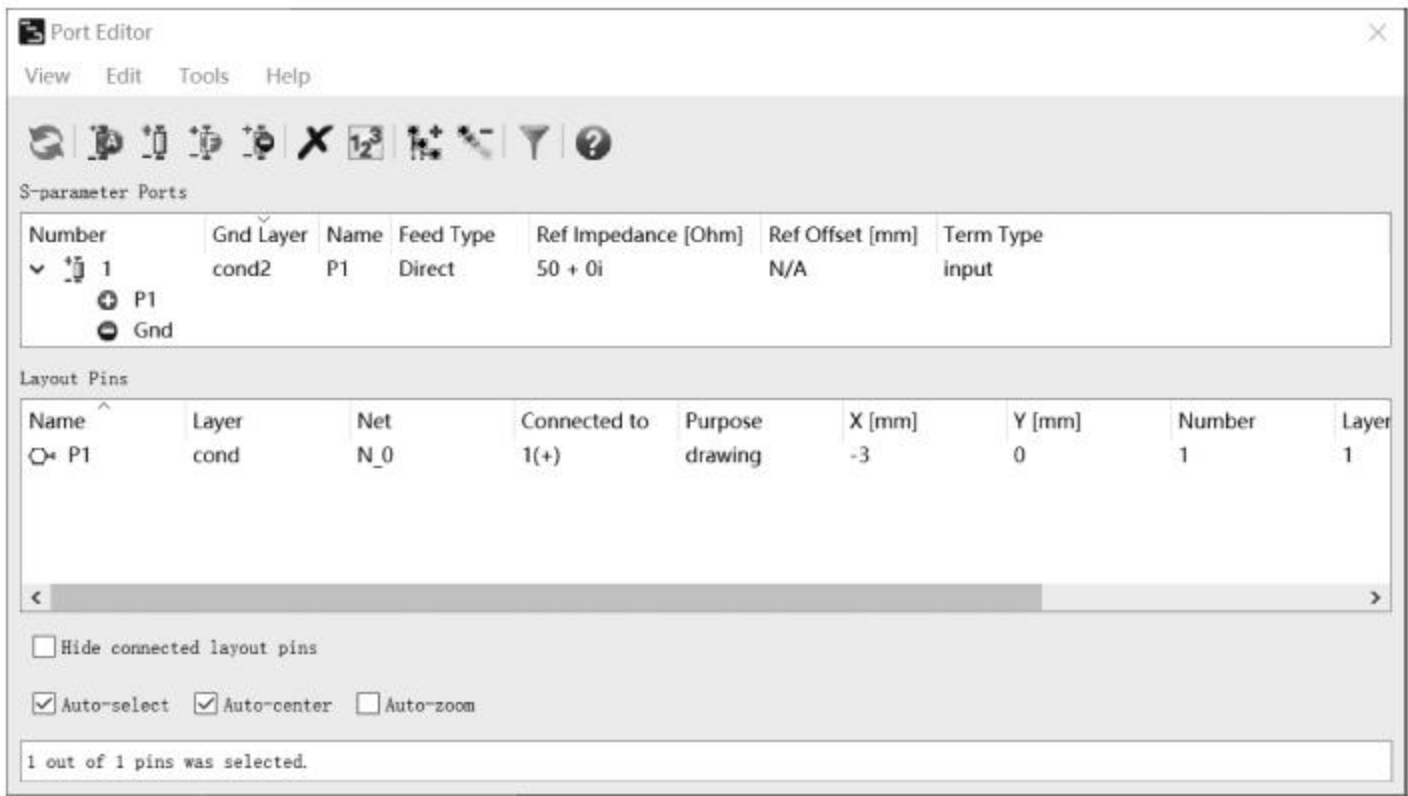 Port Editor
View Edit Tools Help
S-parameter Ports
Number Gnd Layer Name Feed Type Ref Impedance [Ohm] Ref Offset [mm] Term Type
1 cond2 P1 Direct 50 + 0i N/A input
P1
Gnd
Layout Pins
Name Layer Net Connected to Purpose X [mm] Y [mm] Number Layer
P1 cond N_0 1(+) drawing -3 0 1 1
Hide connected layout pins
Auto-select Auto-center Auto-zoom
1 out of 1 pins was selected.